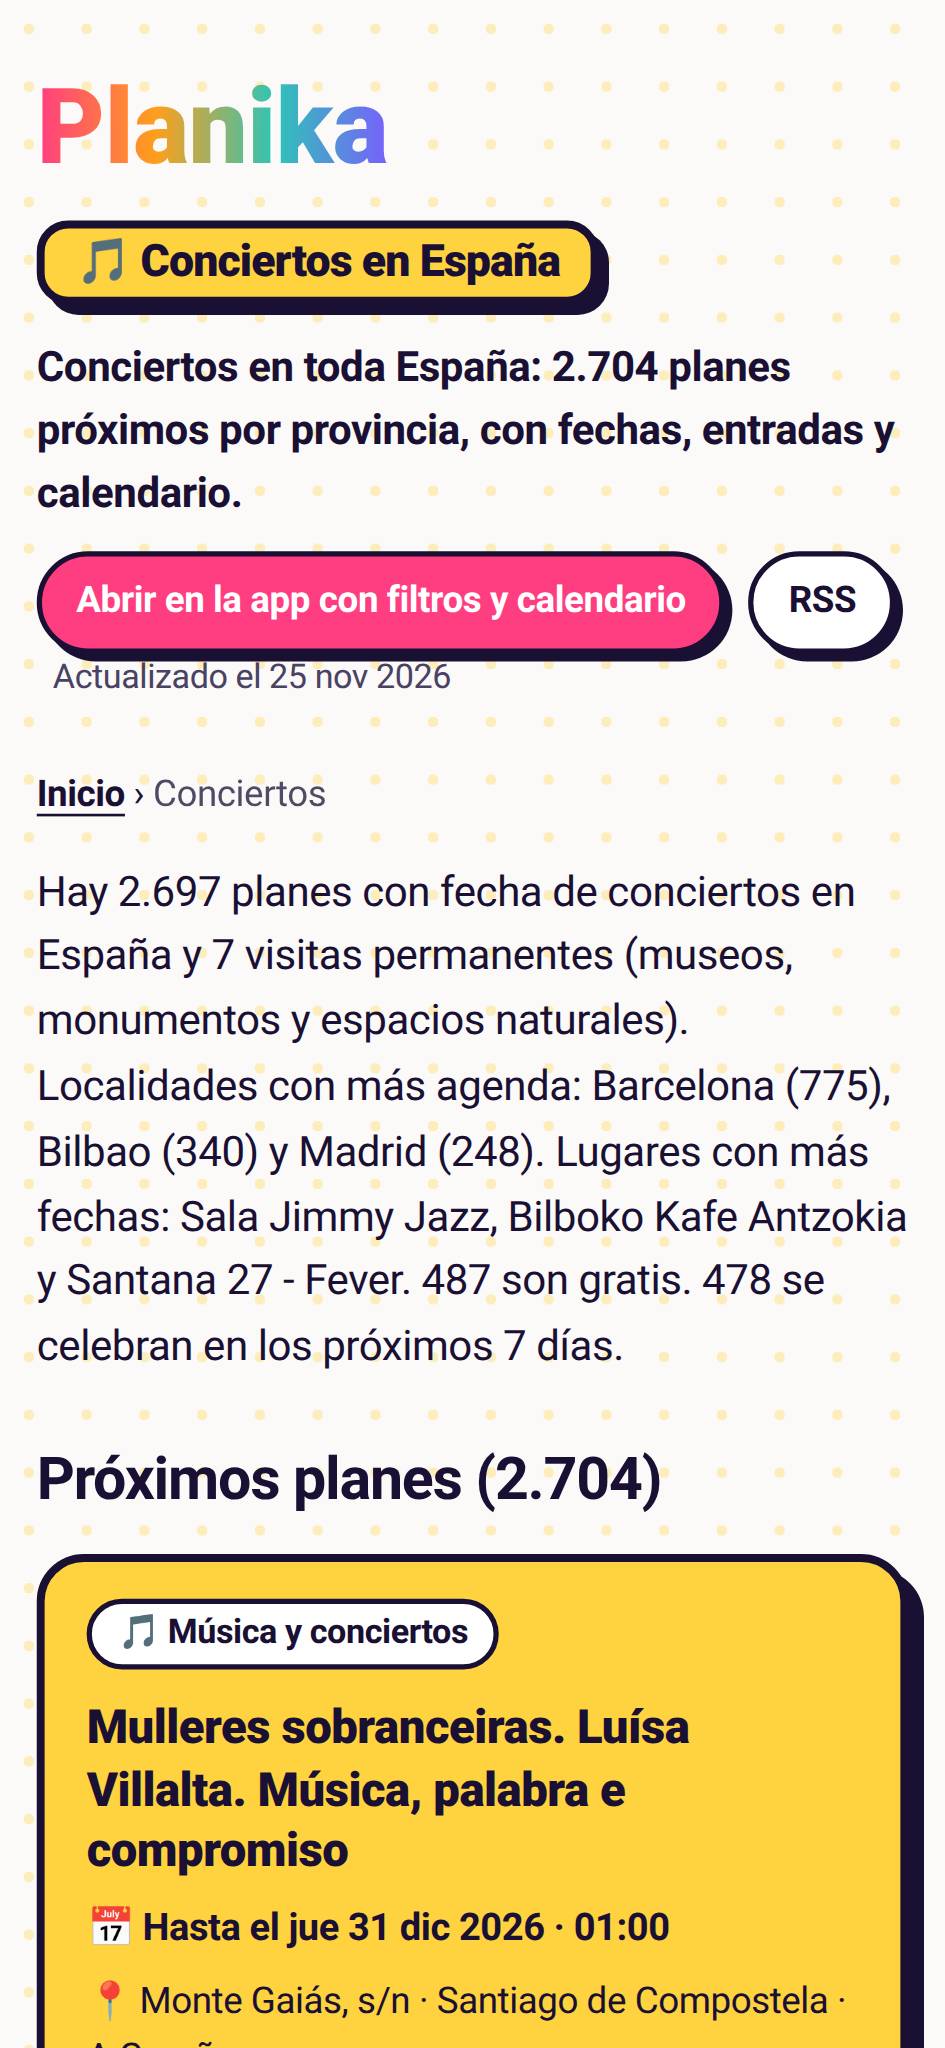 Planika
🎵 Conciertos en España
Conciertos en toda España: 2.704 planes
próximos por provincia, con fechas, entradas y
calendario.
Abrir en la app con filtros y calendario
RSS
Actualizado el 25 nov 2026
Inicio › Conciertos
Hay 2.697 planes con fecha de conciertos en
España y 7 visitas permanentes (museos,
monumentos y espacios naturales).
Localidades con más agenda: Barcelona (775),
Bilbao (340) y Madrid (248). Lugares con más
fechas: Sala Jimmy Jazz, Bilboko Kafe Antzokia
y Santana 27 - Fever. 487 son gratis. 478 se
celebran en los próximos 7 días.
Próximos planes (2.704)
🎵 Música y conciertos
Mulleres sobranceiras. Luísa
Villalta. Música, palabra e
compromiso
📅 Hasta el jue 31 dic 2026 · 01:00
📍 Monte Gaiás, s/n · Santiago de Compostela ·